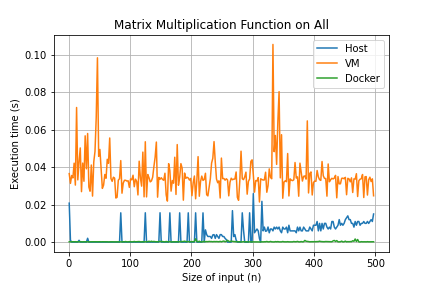 Matrix Multiplication Function on All
Execution time (s)
0.10
0.08
0.06
0.04
0.02
0.00
0
100
200
300
400
500
Size of input (n)
Host
VM
Docker